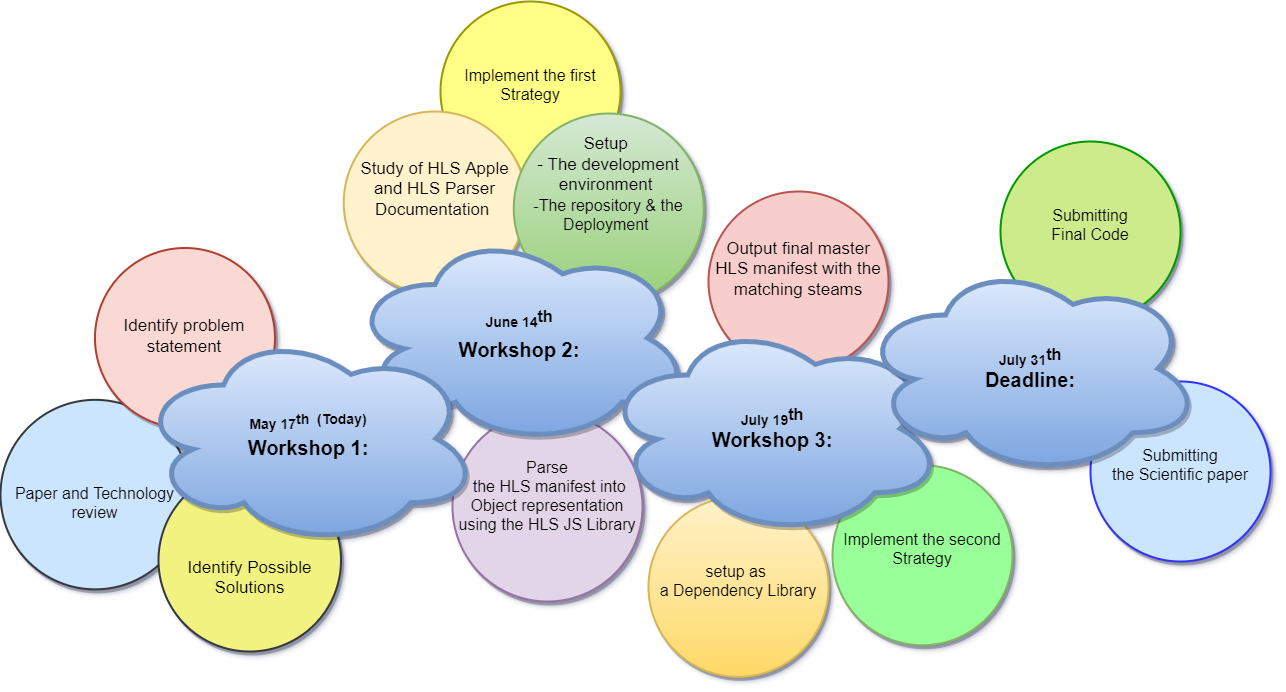 Implement the first
Strategy
Study of HLS Apple
and HLS Parser
Documentation
Setup
- The development
environment
-The repository & the
Deployment
Identify problem
statement
Paper and Technology
review
Identify Possible
Solutions
May 17th (Today)
Workshop 1:
June 14th
Workshop 2:
Parse
the HLS manifest into
Object representation
using the HLS JS Library
Output final master
HLS manifest with the
matching steams
July 19th
Workshop 3:
setup as
a Dependency Library
Implement the second
Strategy
Submitting
Final Code
July 31th
Deadline:
Submitting
the Scientific paper